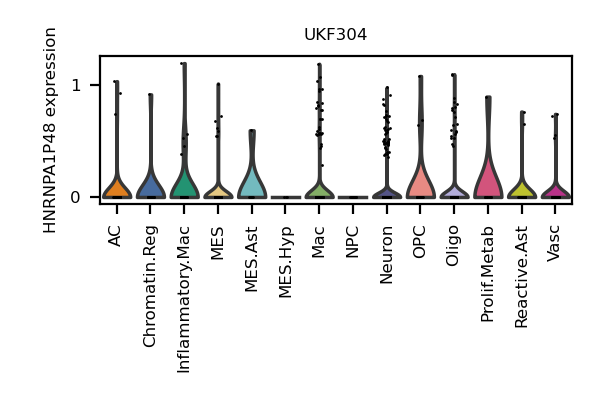 UKF304
HNRNPA1P48 expression
1
0
AC
Chromatin.Reg
Inflammatory.Mac
MES
MES.Ast
MES.Hyp
Mac
NPC
Neuron
OPC
Oligo
Prolif.Metab
Reactive.Ast
Vasc